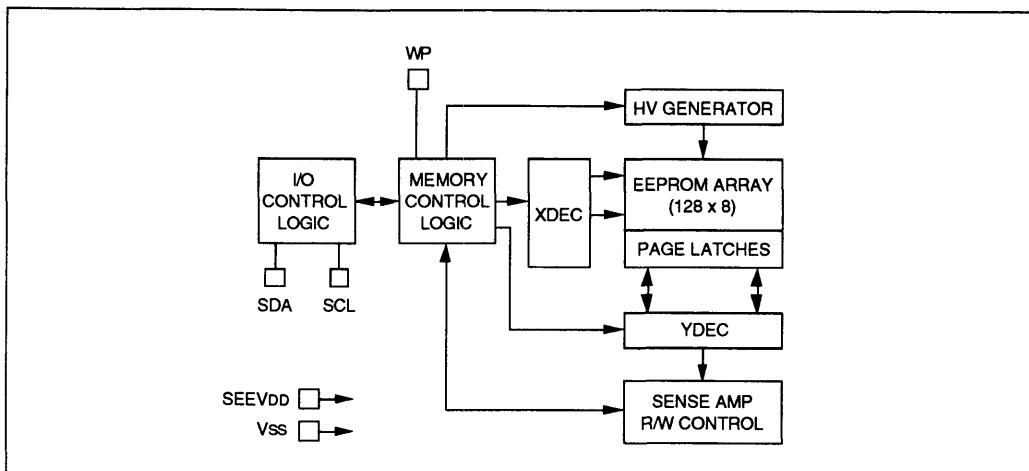 WP
HV GENERATOR
I/O
CONTROL
LOGIC
MEMORY
CONTROL
LOGIC
XDEC
EEPROM ARRAY
(128 x 8)
PAGE LATCHES
SDA
SCL
YDEC
SEEVDD
VSS
SENSE AMP
R/W CONTROL